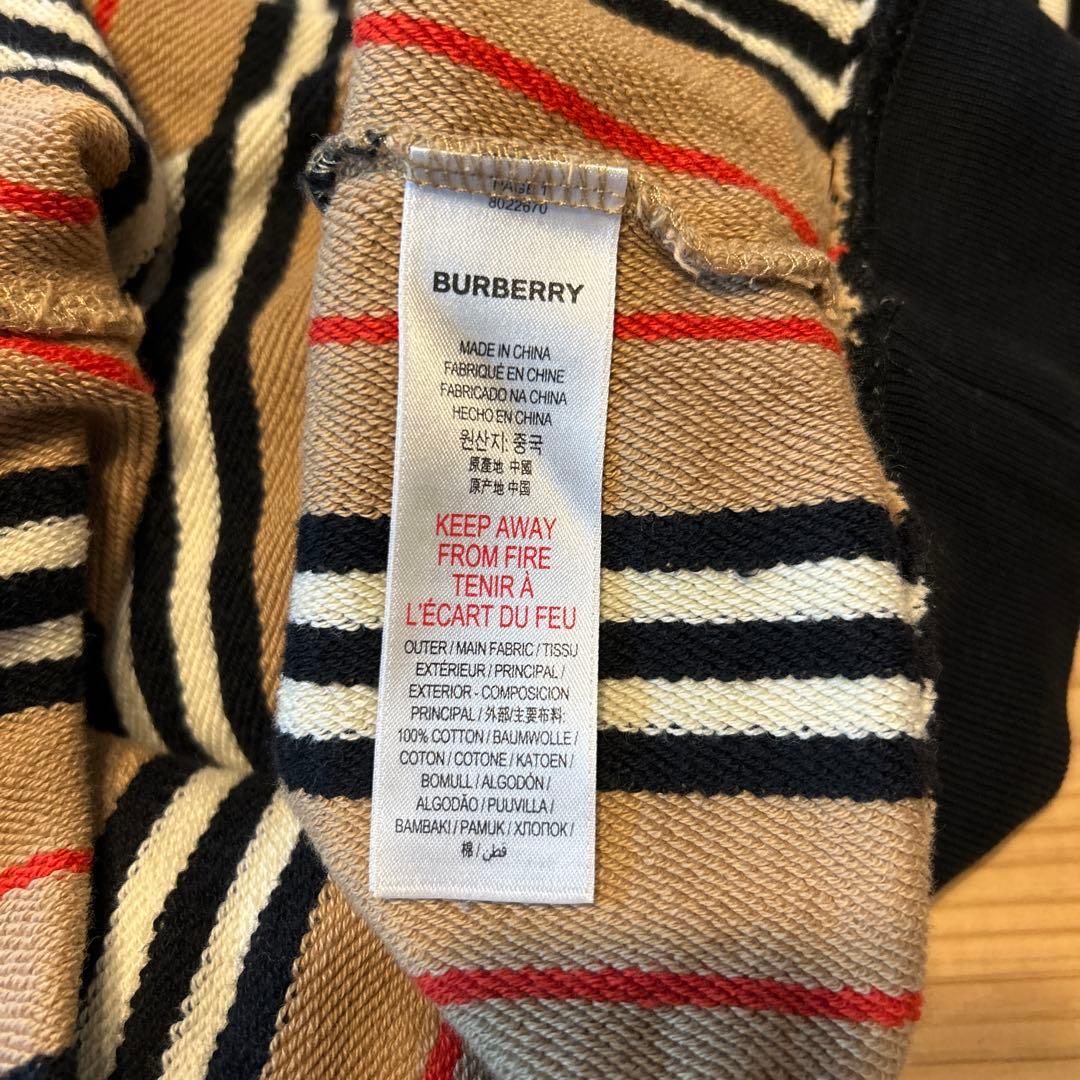 PAGE 1
8022670
BURBERRY
MADE IN CHINA
FABRIQUÉ EN CHINE
FABRICADO NA CHINA
HECHO EN CHINA
원산지: 중국
原產地 中國
原产地 中国
KEEP AWAY
FROM FIRE
TENIR À
L'ÉCART DU FEU
OUTER / MAIN FABRIC / TISSU
EXTÉRIEUR / PRINCIPAL /
EXTERIOR - COMPOSICION
PRINCIPAL / 外部/主要布料:
100% COTTON / BAUMWOLLE /
COTON / COTONE / KATOEN /
BOMULL / ALGODÓN /
ALGODÃO / PUUVILLA /
BAMBAKI / PAMUK / ХЛОПОК /
棉 / قطن